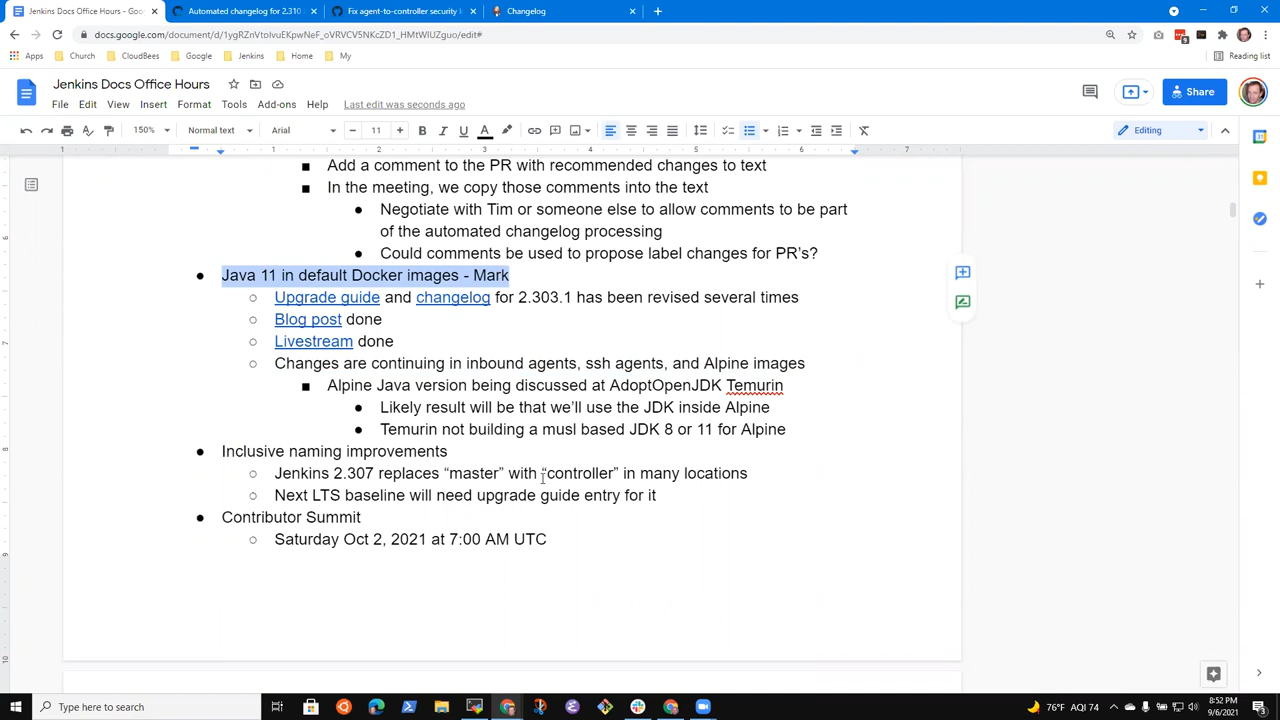 Jenkins Docs Office Hours - Goo
Automated changelog for 2.310
Fix agent-to-controller security
Changelog
docs.google.com/document/d/1ygRZnVtoIvuEKpwNeF_oVRVCV5NKcZD1_HMtWIUZguo/edit#
Apps Church CloudBees Google Jenkins Home My Reading list
Jenkins Docs Office Hours
File Edit View Insert Format Tools Add-ons Help Last edit was seconds ago
Share
150% Normal text Arial 11 Editing
1 1 2 3 4 5 6 7
■ Add a comment to the PR with recommended changes to text
■ In the meeting, we copy those comments into the text
● Negotiate with Tim or someone else to allow comments to be part
of the automated changelog processing
● Could comments be used to propose label changes for PR's?
● Java 11 in default Docker images - Mark
○ Upgrade guide and changelog for 2.303.1 has been revised several times
○ Blog post done
○ Livestream done
○ Changes are continuing in inbound agents, ssh agents, and Alpine images
■ Alpine Java version being discussed at AdoptOpenJDK Temurin
● Likely result will be that we'll use the JDK inside Alpine
● Temurin not building a musl based JDK 8 or 11 for Alpine
● Inclusive naming improvements
○ Jenkins 2.307 replaces “master” with “controller” in many locations
○ Next LTS baseline will need upgrade guide entry for it
● Contributor Summit
○ Saturday Oct 2, 2021 at 7:00 AM UTC
Type here to search
76°F AQI 74
8:52 PM
9/6/2021